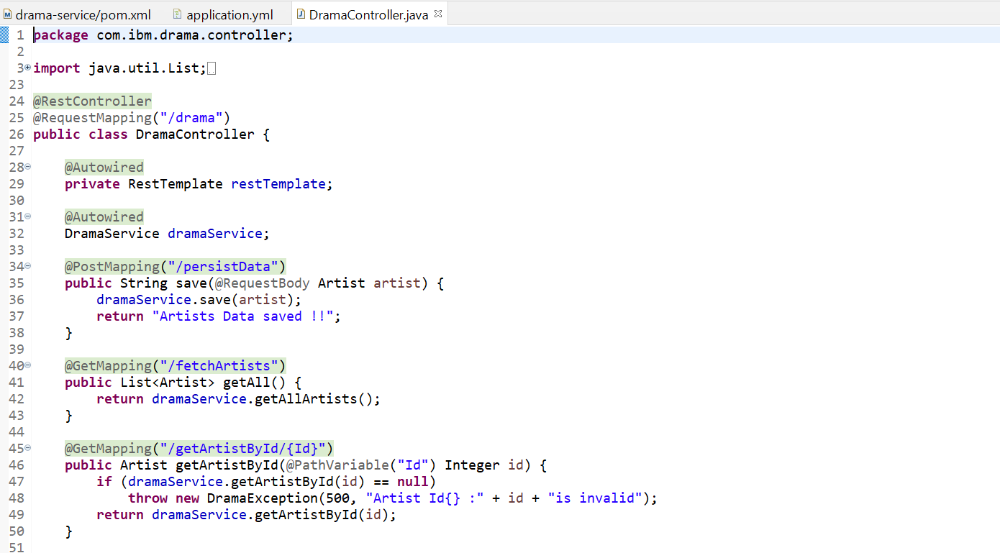 drama-service/pom.xml application.yml DramaController.java
1 package com.ibm.drama.controller;
2
3 import java.util.List;
23
24 @RestController
25 @RequestMapping("/drama")
26 public class DramaController {
27
28 @Autowired
29 private RestTemplate restTemplate;
30
31 @Autowired
32 DramaService dramaService;
33
34 @PostMapping("/persistData")
35 public String save(@RequestBody Artist artist) {
36 dramaService.save(artist);
37 return "Artists Data saved !!";
38 }
39
40 @GetMapping("/fetchArtists")
41 public List<Artist> getAll() {
42 return dramaService.getAllArtists();
43 }
44
45 @GetMapping("/getArtistById/{Id}")
46 public Artist getArtistById(@PathVariable("Id") Integer id) {
47 if (dramaService.getArtistById(id) == null)
48 throw new DramaException(500, "Artist Id{} :" + id + "is invalid");
49 return dramaService.getArtistById(id);
50 }
51